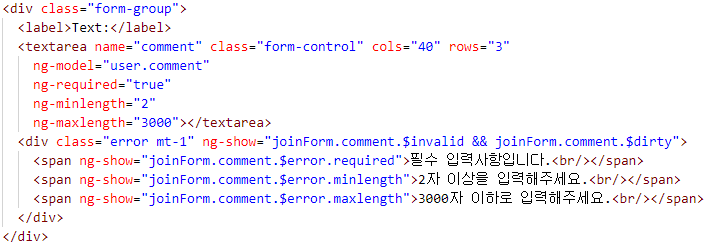 <div class="form-group">
<label>Text:</label>
<textarea name="comment" class="form-control" cols="40" rows="3"
ng-model="user.comment"
ng-required="true"
ng-minlength="2"
ng-maxlength="3000"></textarea>
<div class="error mt-1" ng-show="joinForm.comment.$invalid && joinForm.comment.$dirty">
<span ng-show="joinForm.comment.$error.required">필수 입력사항입니다.<br/></span>
<span ng-show="joinForm.comment.$error.minlength">2자 이상을 입력해주세요.<br/></span>
<span ng-show="joinForm.comment.$error.maxlength">3000자 이하로 입력해주세요.<br/></span>
</div>
</div>